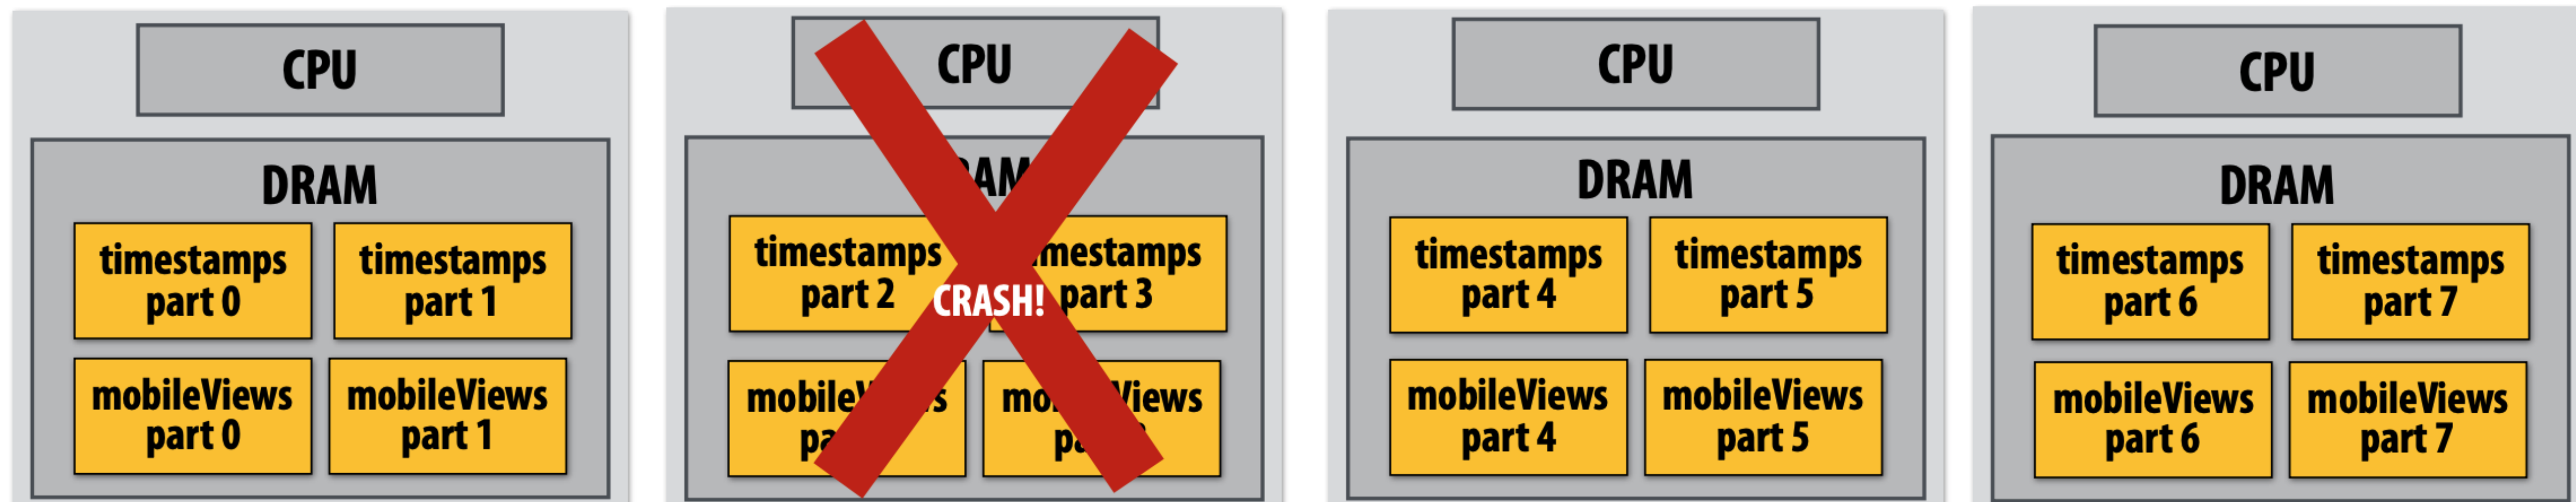 CPU
DRAM
timestamps
part 0
timestamps
part 1
mobileViews
part 0
mobileViews
part 1
CPU
timestamps
part 2
part 3
CRASH!
CPU
DRAM
timestamps
part 4
timestamps
part 5
mobileViews
part 4
mobileViews
part 5
CPU
DRAM
timestamps
part 6
timestamps
part 7
mobileViews
part 6
mobileViews
part 7